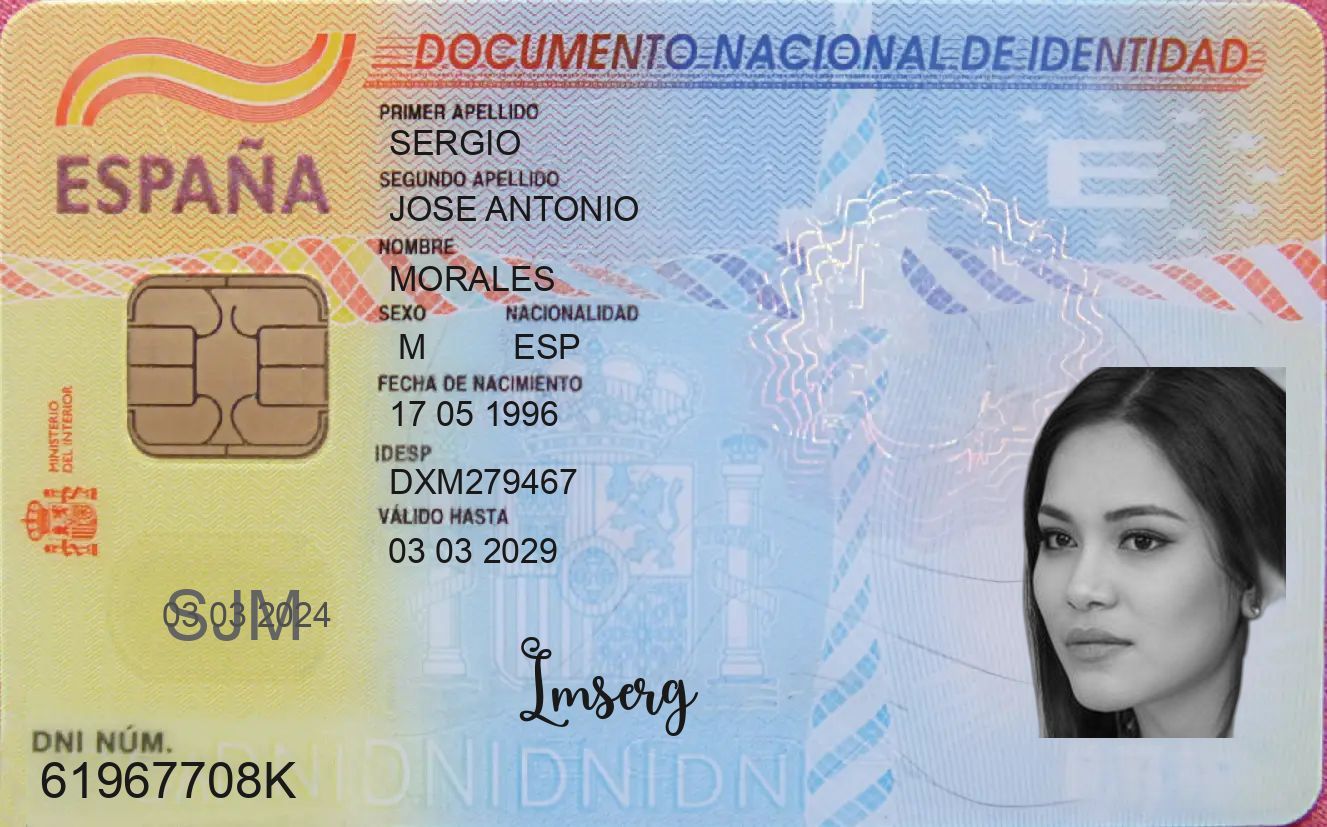 DOCUMENTO NACIONAL DE IDENTIDAD
ESPAÑA
PRIMER APELLIDO
SERGIO
SEGUNDO APELLIDO
JOSE ANTONIO
NOMBRE
MORALES
SEXO NACIONALIDAD
M ESP
FECHA DE NACIMIENTO
17 05 1996
IDESP
DXM279467
VÁLIDO HASTA
03 03 2029
MINISTERIO
DEL INTERIOR
E
SJM
03 03 2024
Lmserg
DNI NÚM.
61967708K
DNIDNIDNIDN